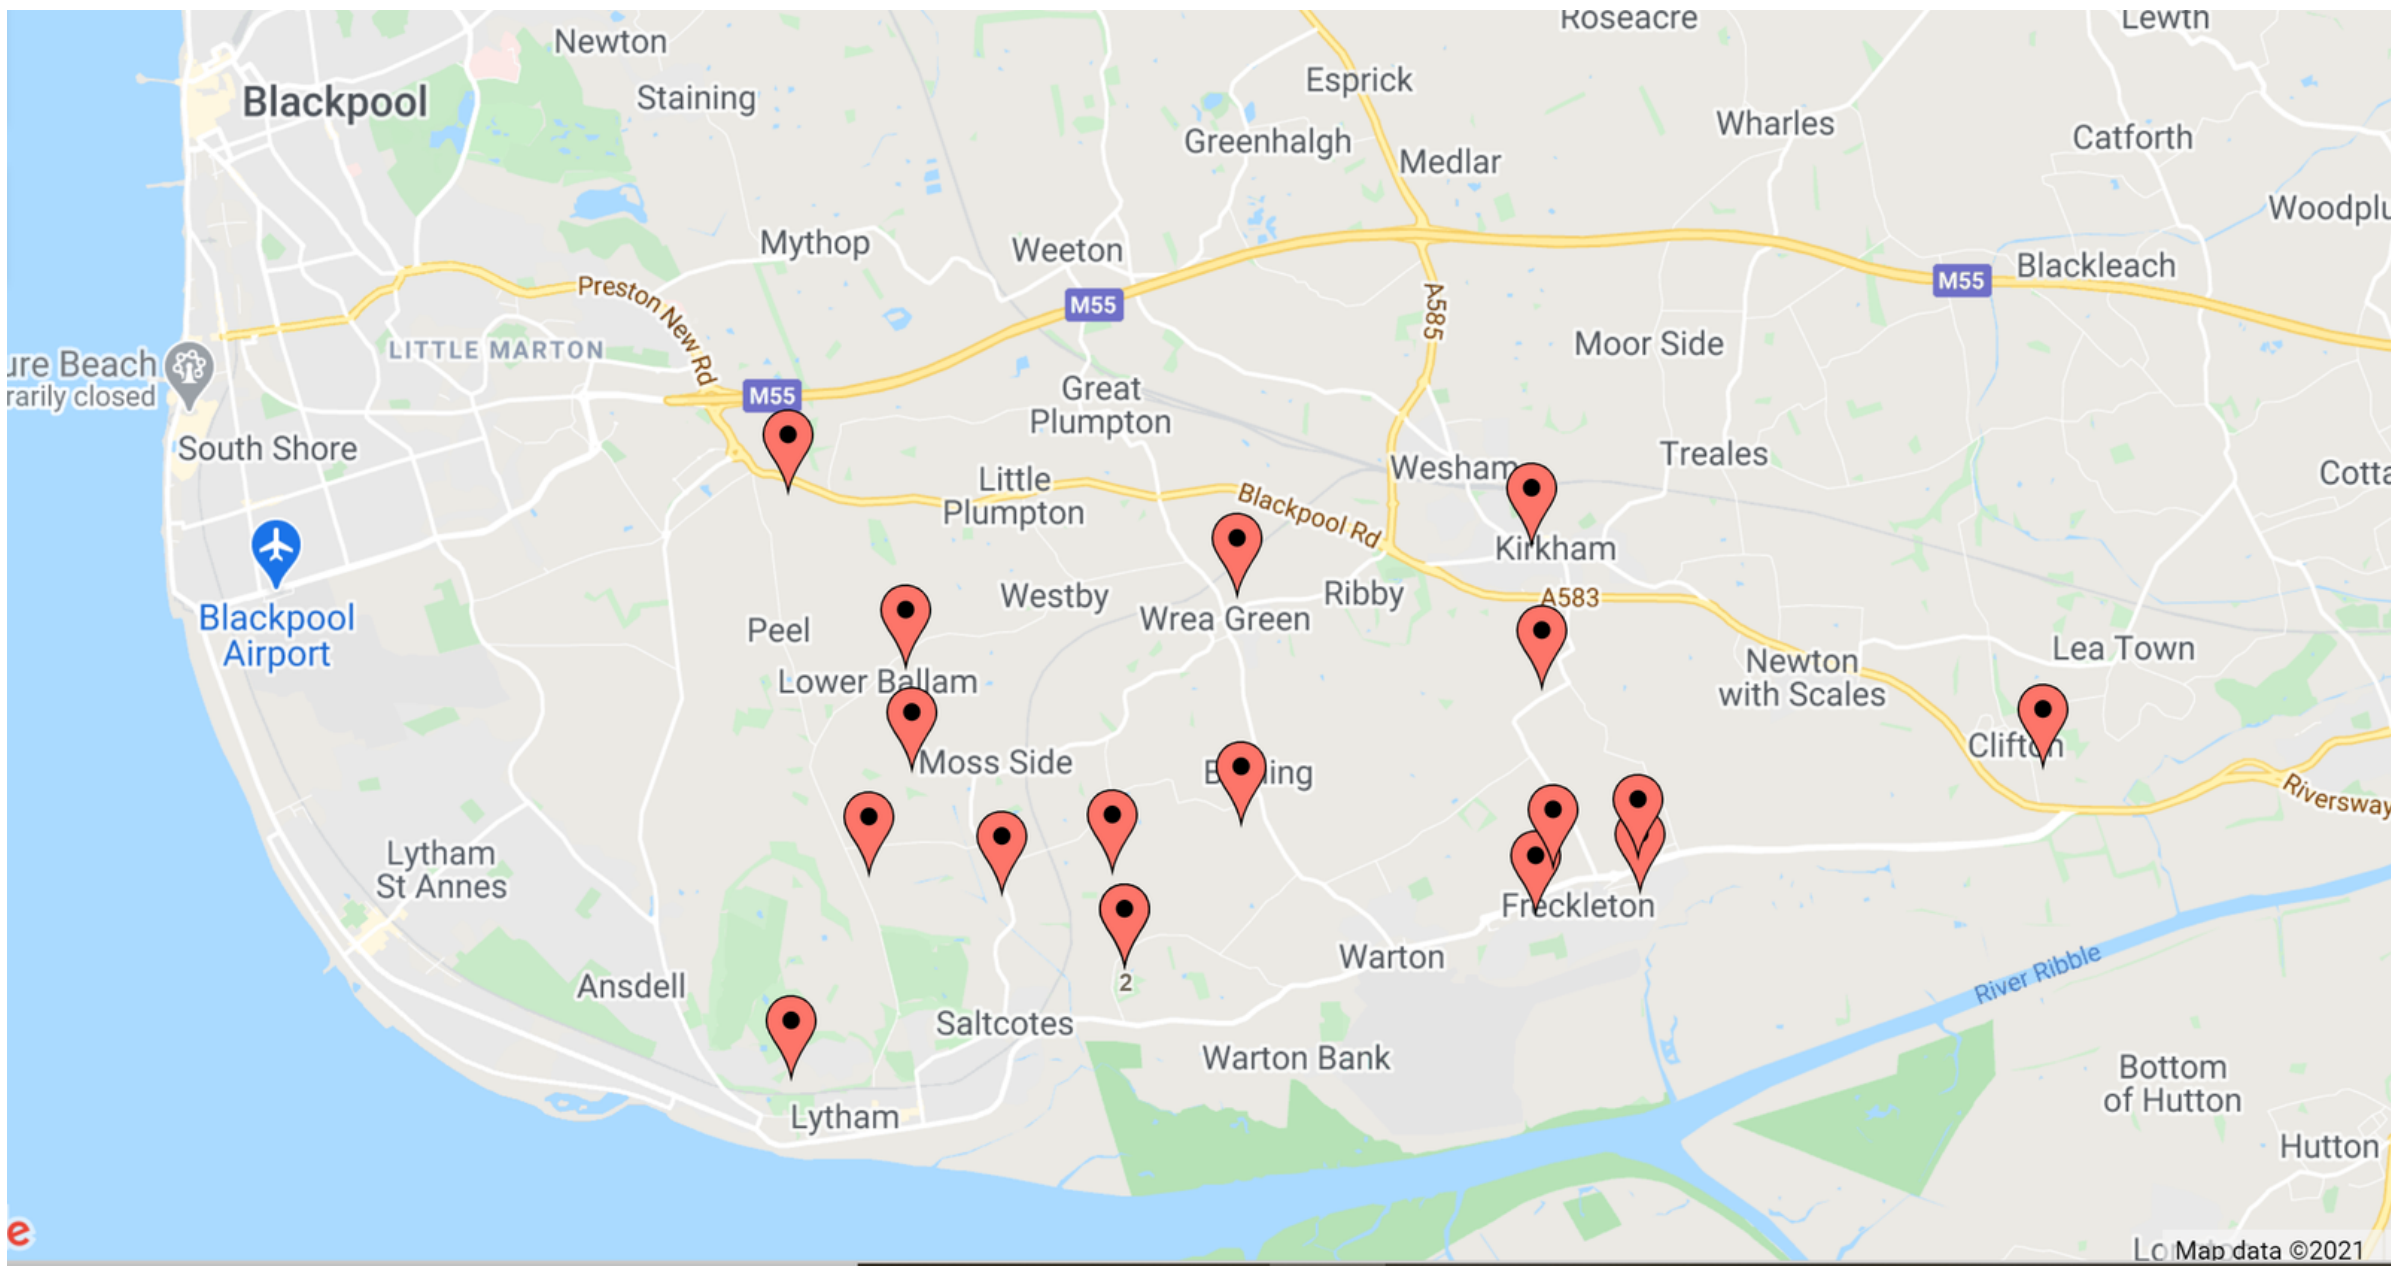 Roseacre
Lewth
Newton
Esprick
Blackpool
Staining
Wharles
Greenhalgh
Catforth
Medlar
Woodplu
Mythop
Weeton
Blackleach
M55
Preston New Rd
M55
A585
Moor Side
LITTLE MARTON
ure Beach
rarily closed
M55
Great
Plumpton
South Shore
Treales
Wesham
Cotta
Little
Plumpton
Blackpool Rd
Kirkham
Westby
Ribby
A583
Blackpool
Airport
Wrea Green
Peel
Lea Town
Newton
with Scales
Lower Ballam
Clifton
Moss Side
Riversway
Lytham
St Annes
Freckleton
Warton
River Ribble
Ansdell
2
Saltcotes
Warton Bank
Bottom
of Hutton
Lytham
Hutton
e
Map data ©2021